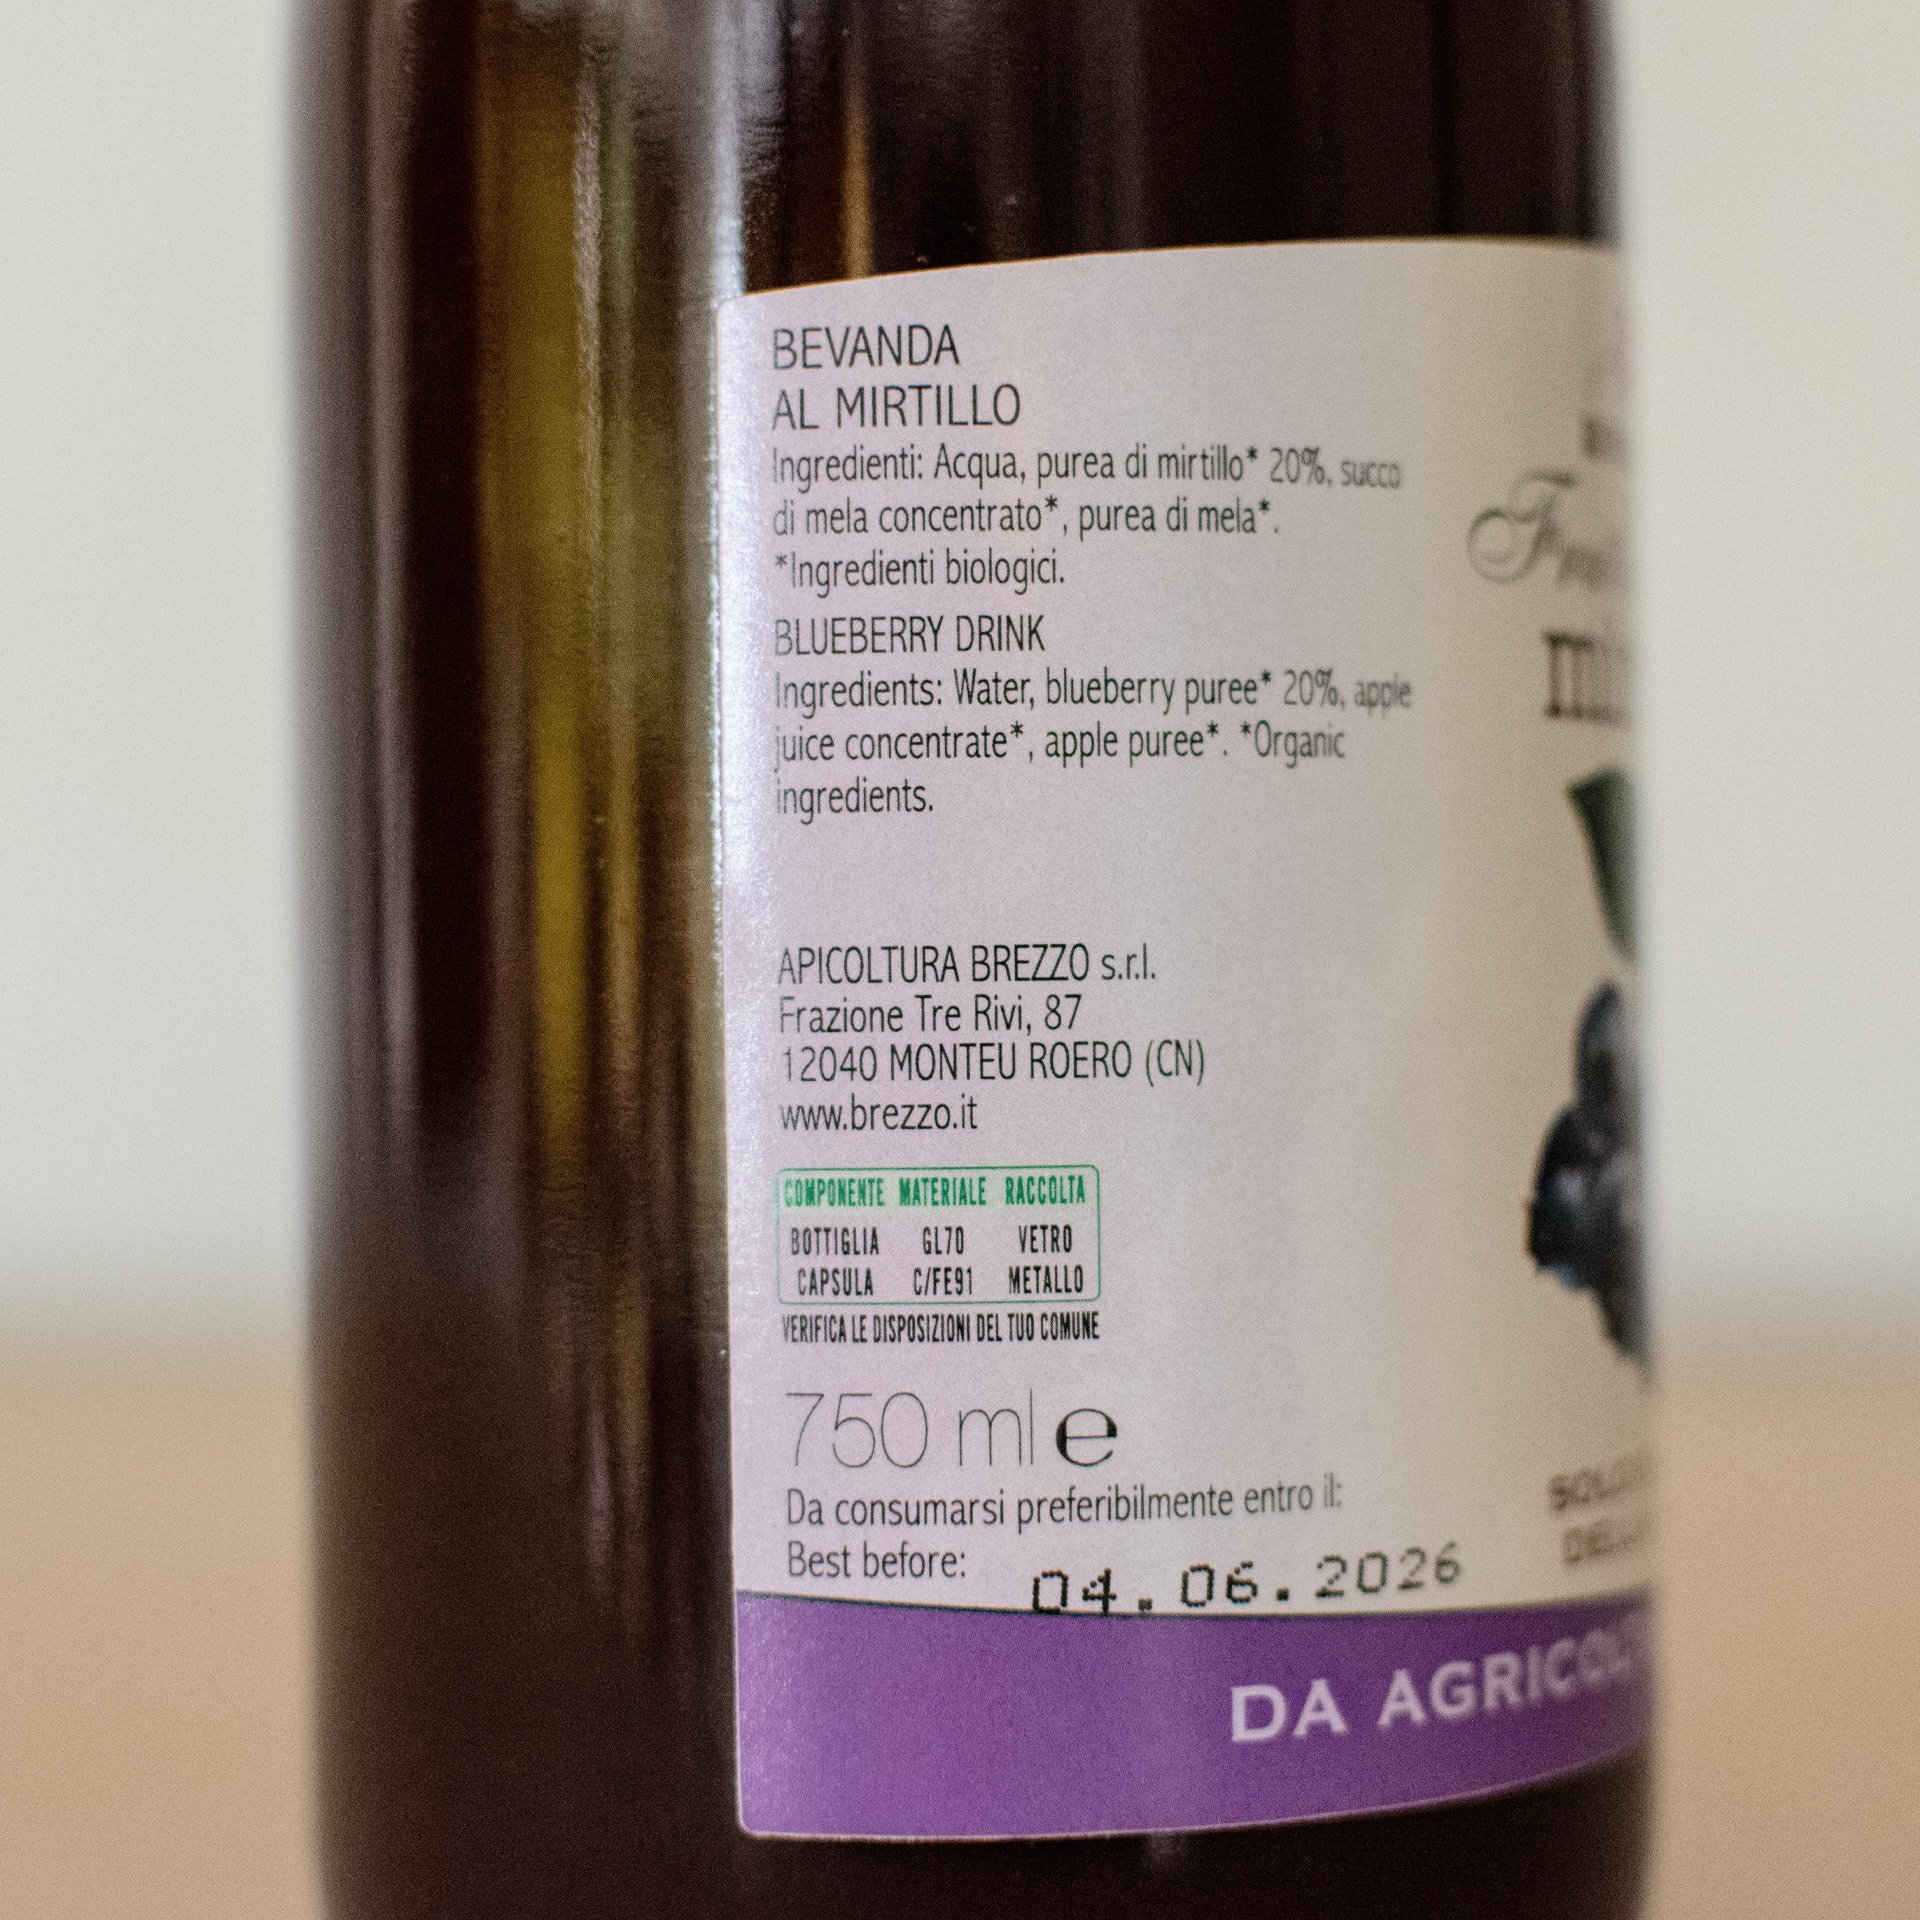 BEVANDA
AL MIRTILLO
Ingredienti: Acqua, purea di mirtillo* 20%, succo
di mela concentrato*, purea di mela*.
*Ingredienti biologici.
BLUEBERRY DRINK
Ingredients: Water, blueberry puree* 20%, apple
juice concentrate*, apple puree*. *Organic
ingredients.
APICOLTURA BREZZO s.r.l.
Frazione Tre Rivi, 87
12040 MONTEU ROERO (CN)
www.brezzo.it
COMPONENTE MATERIALE RACCOLTA
BOTTIGLIA GL70 VETRO
CAPSULA C/FE91 METALLO
VERIFICA LE DISPOSIZIONI DEL TUO COMUNE
750 ml e
Da consumarsi preferibilmente entro il:
Best before: 04.06.2026
DA